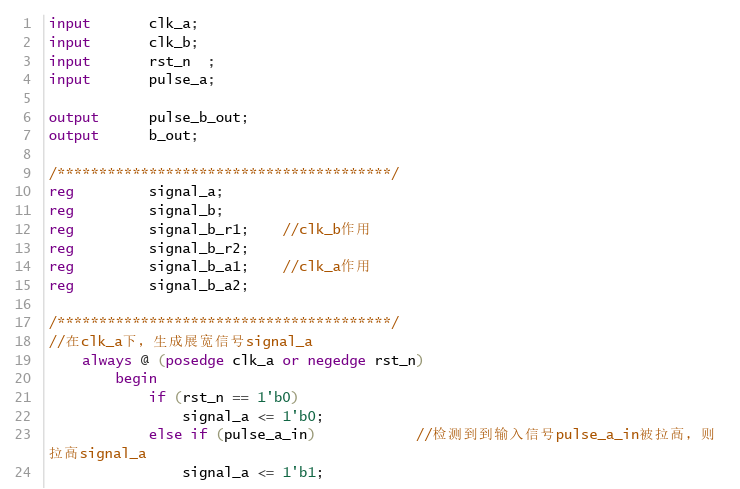 1 input       clk_a;
2 input       clk_b;
3 input       rst_n  ;
4 input       pulse_a;
5
6 output      pulse_b_out;
7 output      b_out;
8
9 /****************************************/
10 reg         signal_a;
11 reg         signal_b;
12 reg         signal_b_r1;    //clk_b作用
13 reg         signal_b_r2;
14 reg         signal_b_a1;    //clk_a作用
15 reg         signal_b_a2;
16
17 /****************************************/
18 //在clk_a下，生成展宽信号signal_a
19     always @ (posedge clk_a or negedge rst_n)
20         begin
21             if (rst_n == 1'b0)
22                 signal_a <= 1'b0;
23             else if (pulse_a_in)            //检测到到输入信号pulse_a_in被拉高，则
拉高signal_a
24                 signal_a <= 1'b1;